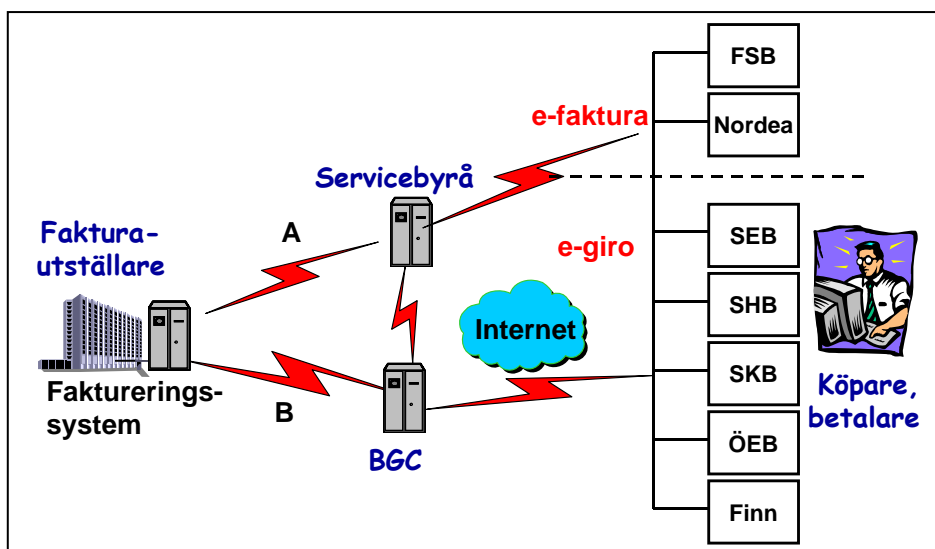 FSB
e-faktura
Nordea
Servicebyrå
A
Faktura-
utställare
e-giro
SEB
SHB
Internet
Fakturerings-
system
B
BGC
SKB
Köpare,
betalare
ÖEB
Finn